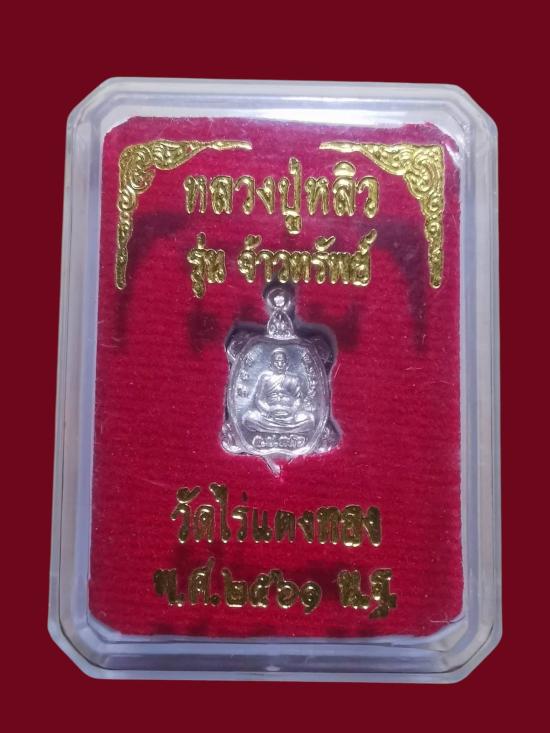 หลวงปู่หลิว
รุ่น จ้าวทรัพย์
วัดไร่แตงทอง
พ.ศ.๒๕๖๑ น.ฐ.